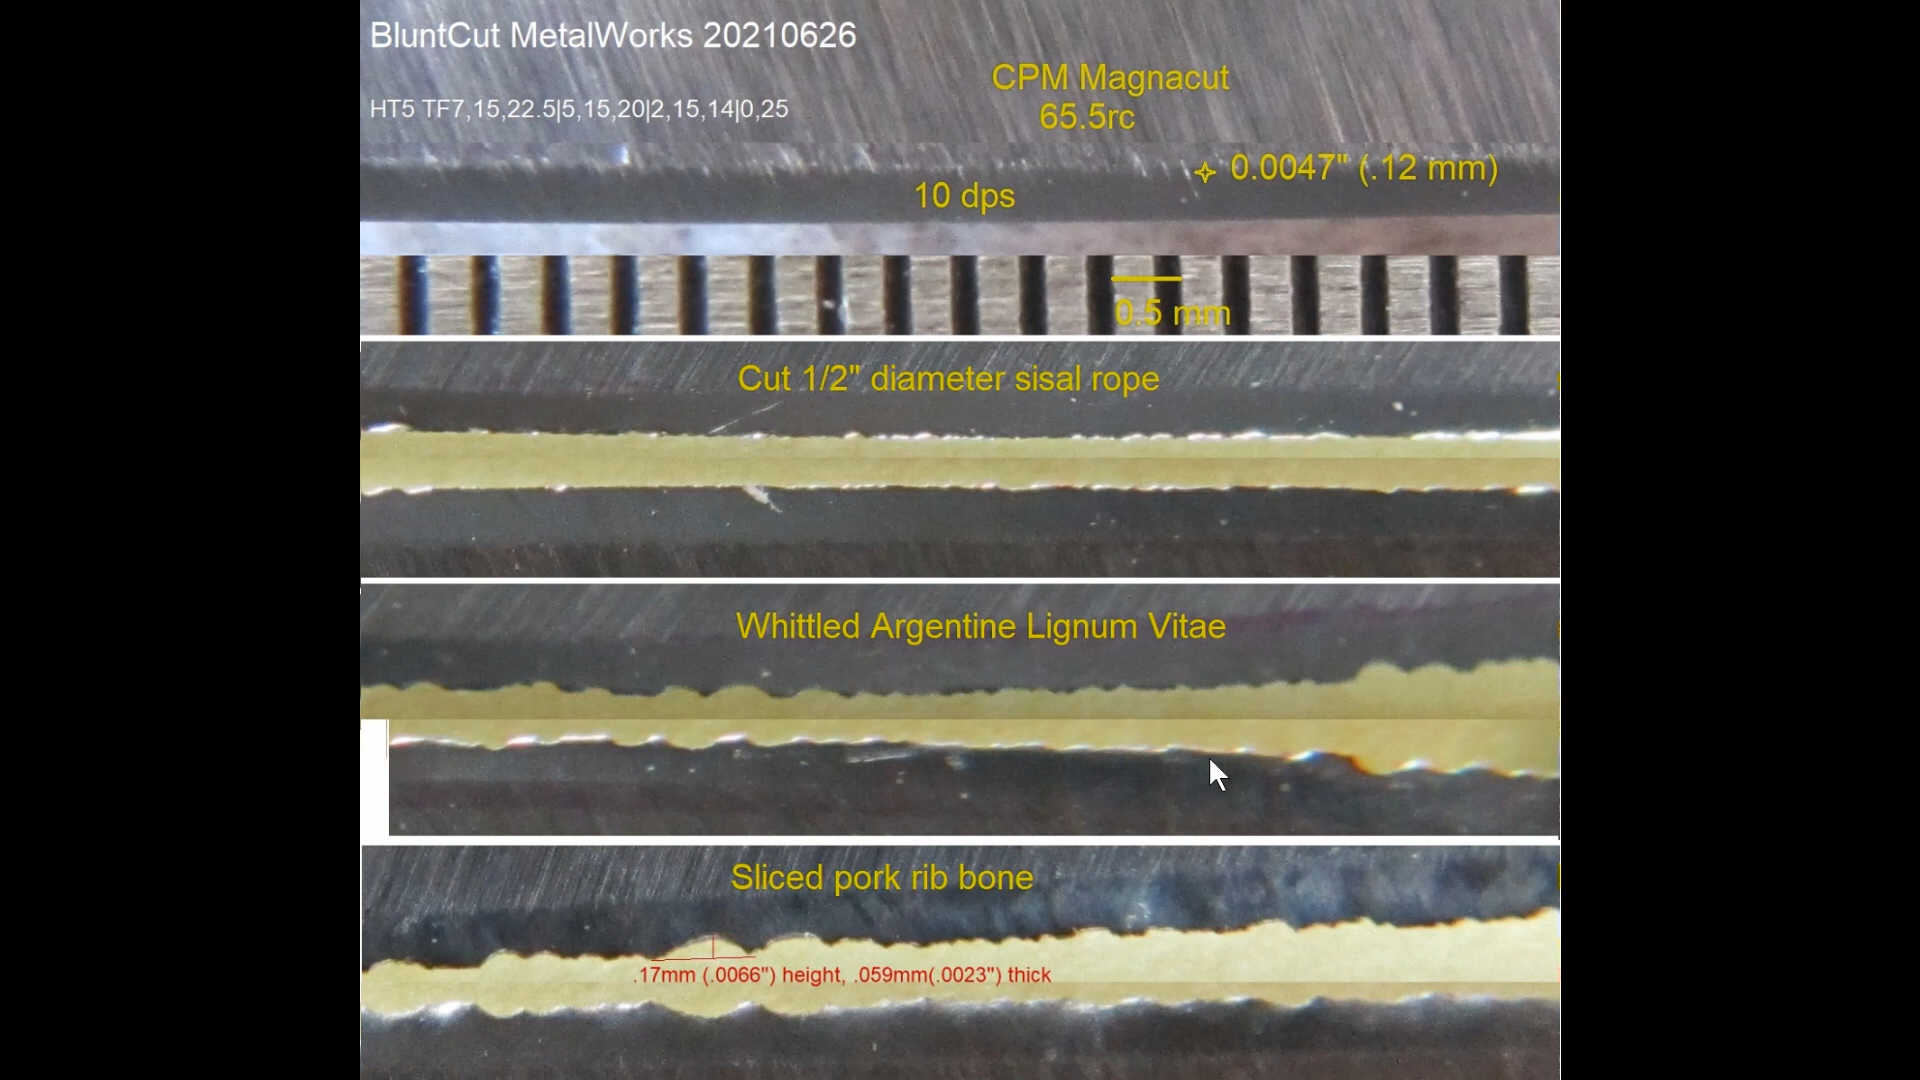 BluntCut MetalWorks 20210626
CPM Magnacut
65.5rc
HT5 TF7,15,22.5|5,15,20|2,15,14|0,25
0.0047" (.12 mm)
10 dps
0.5 mm
Cut 1/2" diameter sisal rope
Whittled Argentine Lignum Vitae
Sliced pork rib bone
.17mm (.0066") height, .059mm(.0023") thick